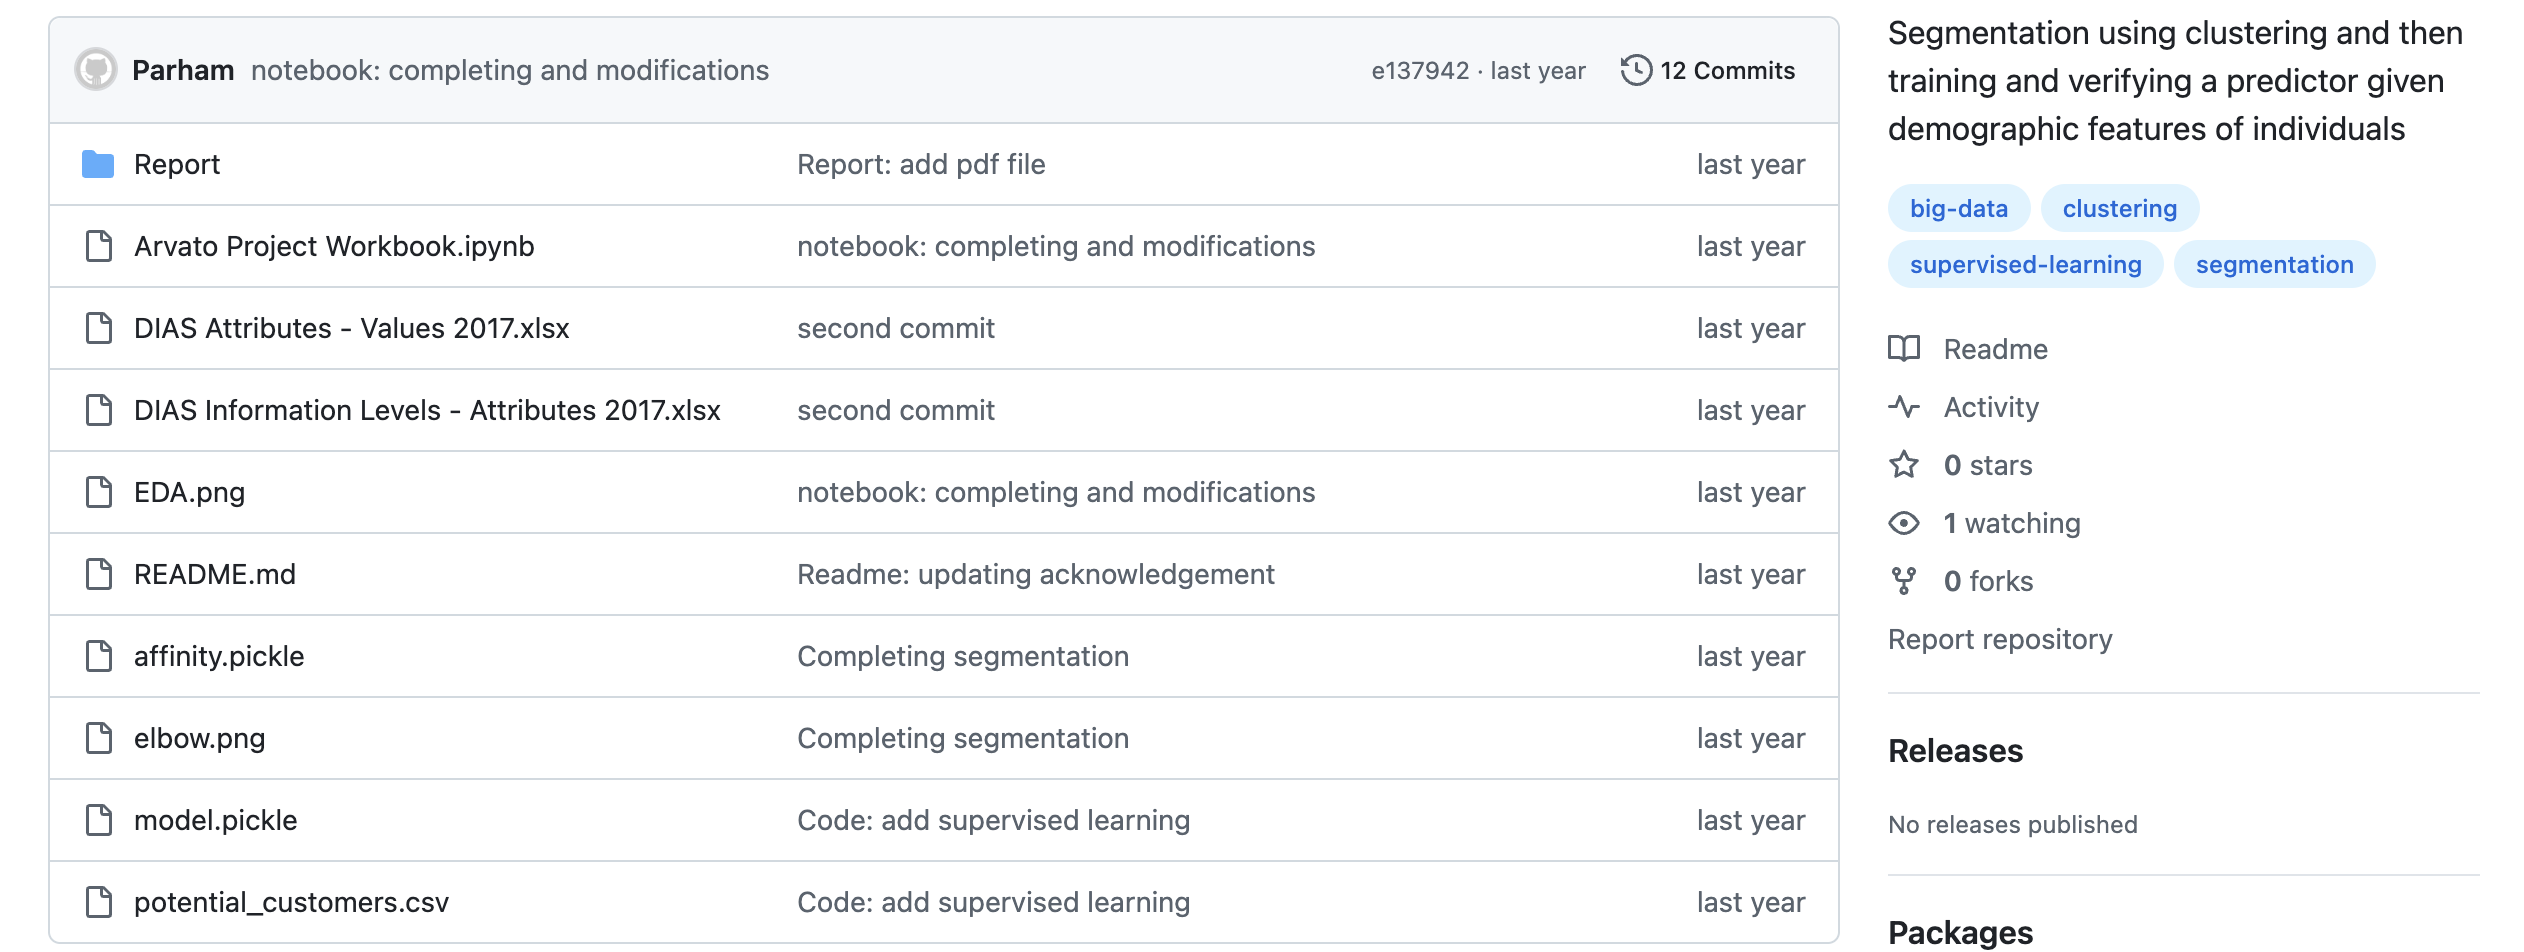 Parham notebook: completing and modifications e137942 · last year 12 Commits
Report Report: add pdf file last year
Arvato Project Workbook.ipynb notebook: completing and modifications last year
DIAS Attributes - Values 2017.xlsx second commit last year
DIAS Information Levels - Attributes 2017.xlsx second commit last year
EDA.png notebook: completing and modifications last year
README.md Readme: updating acknowledgement last year
affinity.pickle Completing segmentation last year
elbow.png Completing segmentation last year
model.pickle Code: add supervised learning last year
potential_customers.csv Code: add supervised learning last year
Segmentation using clustering and then
training and verifying a predictor given
demographic features of individuals
big-data clustering
supervised-learning segmentation
Readme
Activity
0 stars
1 watching
0 forks
Report repository
Releases
No releases published
Packages